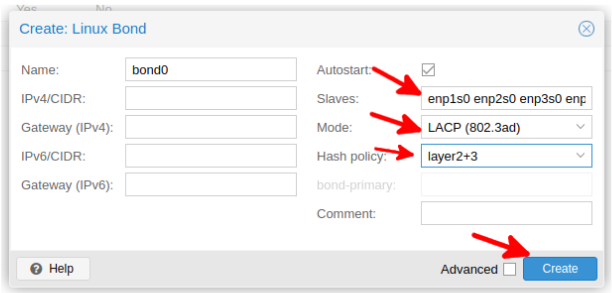 Yes No
Create: Linux Bond
Name: bond0 Autostart:
IPv4/CIDR: Slaves: enp1s0 enp2s0 enp3s0 enp
Gateway (IPv4): Mode: LACP (802.3ad)
IPv6/CIDR: Hash policy: layer2+3
Gateway (IPv6): bond-primary:
Comment:
Help Advanced Create